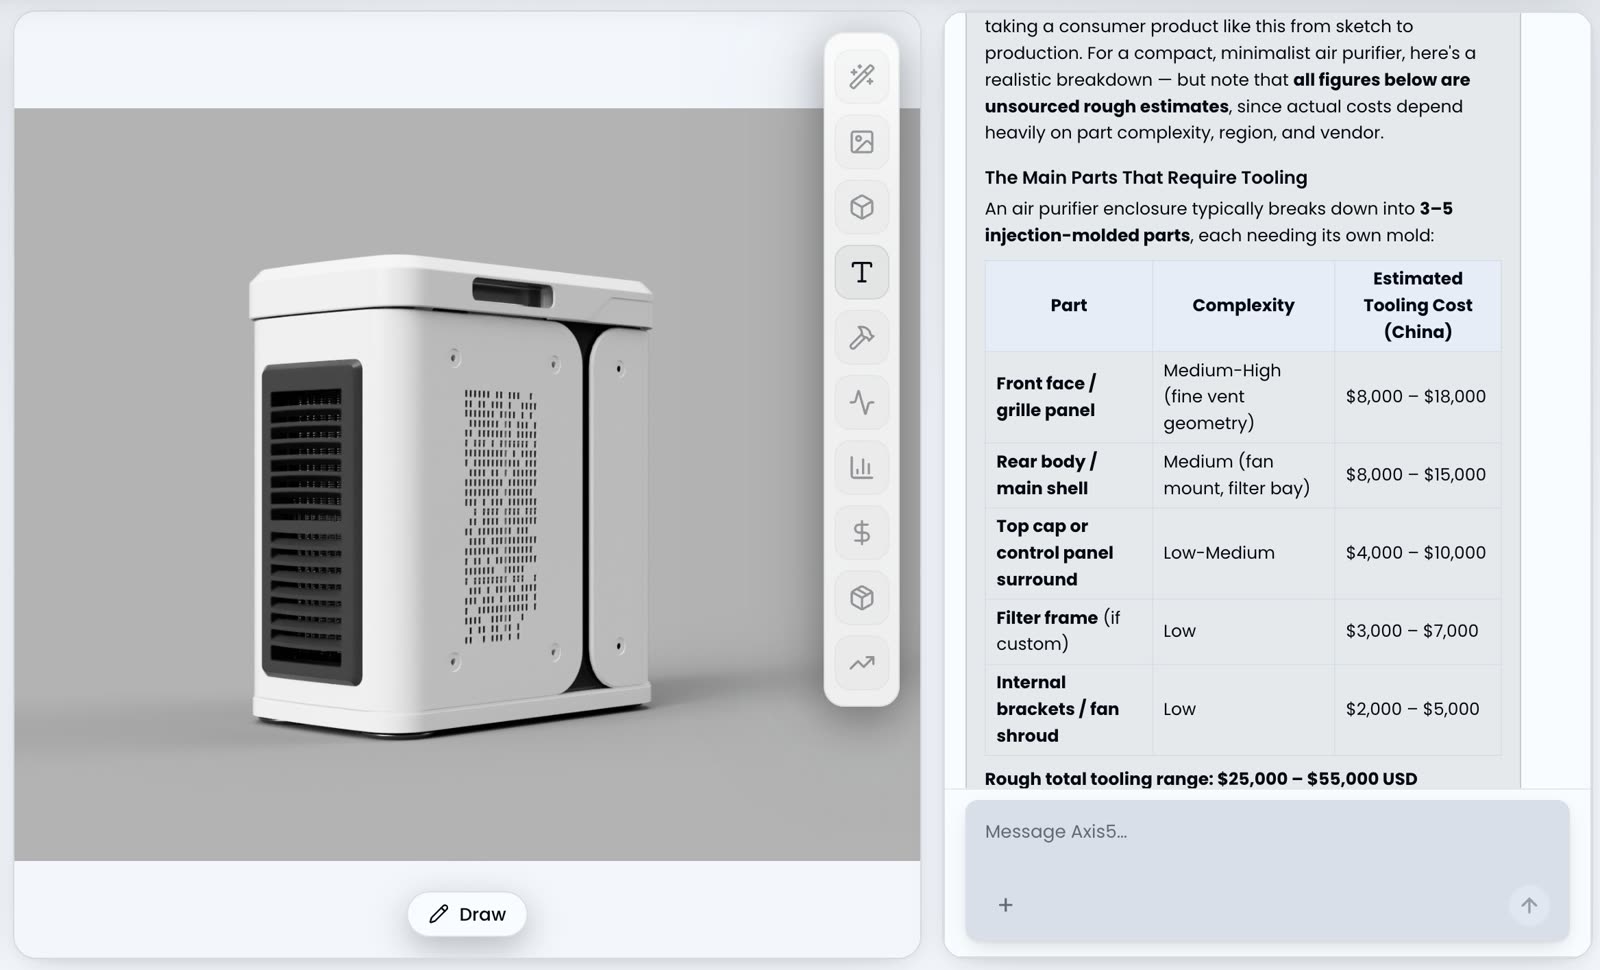 taking a consumer product like this from sketch to
production. For a compact, minimalist air purifier, here's a
realistic breakdown — but note that all figures below are
unsourced rough estimates, since actual costs depend
heavily on part complexity, region, and vendor.
The Main Parts That Require Tooling
An air purifier enclosure typically breaks down into 3–5
injection-molded parts, each needing its own mold:
Part
Complexity
Estimated
Tooling Cost
(China)
Front face /
grille panel
Medium-High
(fine vent
geometry)
$8,000 – $18,000
Rear body /
main shell
Medium (fan
mount, filter bay)
$8,000 – $15,000
Top cap or
control panel
surround
Low-Medium
$4,000 – $10,000
Filter frame (if
custom)
Low
$3,000 – $7,000
Internal
brackets / fan
shroud
Low
$2,000 – $5,000
Rough total tooling range: $25,000 – $55,000 USD
Message Axis5...
Draw